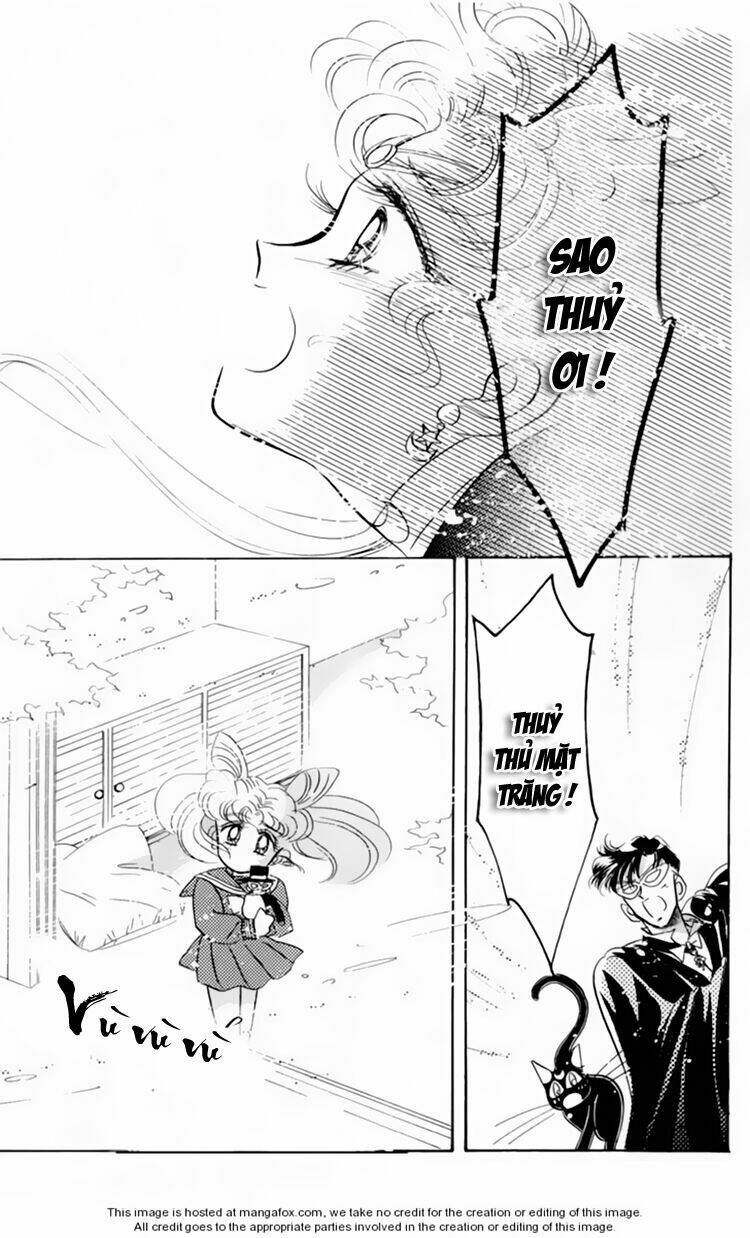 SAO
THUỶ
ƠI !
THUỶ
THỦ MẶT
TRĂNG !
Vù vù vù
This image is hosted at mangafox.com, we take no credit for the creation or editing of this image.
All credit goes to the appropriate parties involved in the creation or editing of this image.